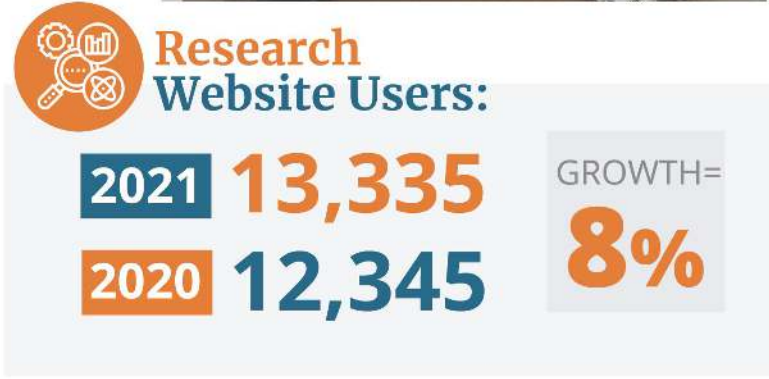 Research
Website Users:
2021 13,335
2020 12,345
GROWTH=
8%